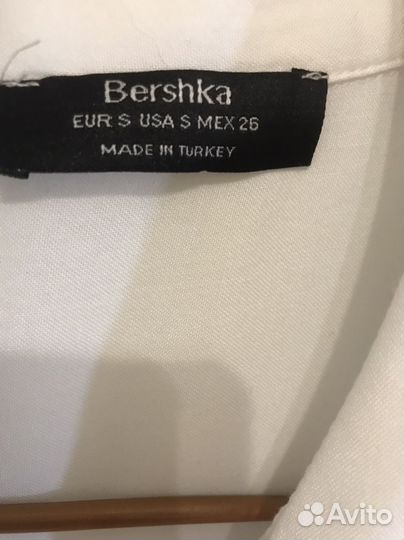 Bershka
EUR S USA S MEX 26
MADE IN TURKEY
Avito